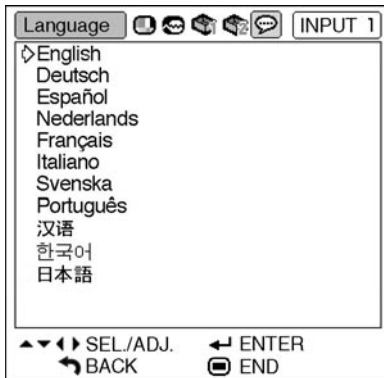 Language INPUT 1
English
Deutsch
Español
Nederlands
Français
Italiano
Svenska
Português
汉语
한국어
日本語
SEL./ADJ. ENTER
BACK END